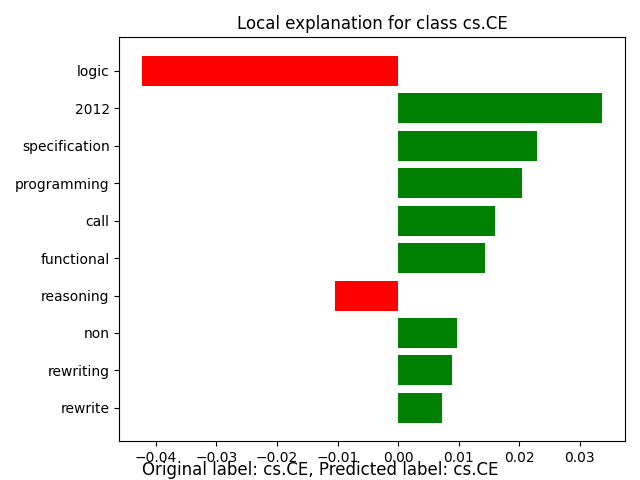 Local explanation for class cs.CE
logic
2012
specification
programming
call
functional
reasoning
non
rewriting
rewrite
−0.04 −0.03 −0.02 −0.01 0.00 0.01 0.02 0.03
Original label: cs.CE, Predicted label: cs.CE